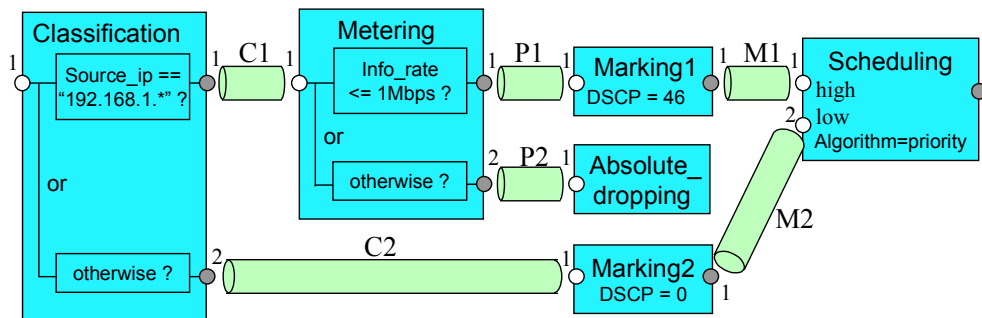 Classification
1
Source_ip ==
“192.168.1.*” ?
1
or
otherwise ?
2
C1
Metering
1
Info_rate
<= 1Mbps ?
1
or
otherwise ?
2
P1
1
Marking1
DSCP = 46
1
M1
P2
1
Absolute_
dropping
C2
1
Marking2
DSCP = 0
1
M2
Scheduling
1
high
2
low
Algorithm=priority